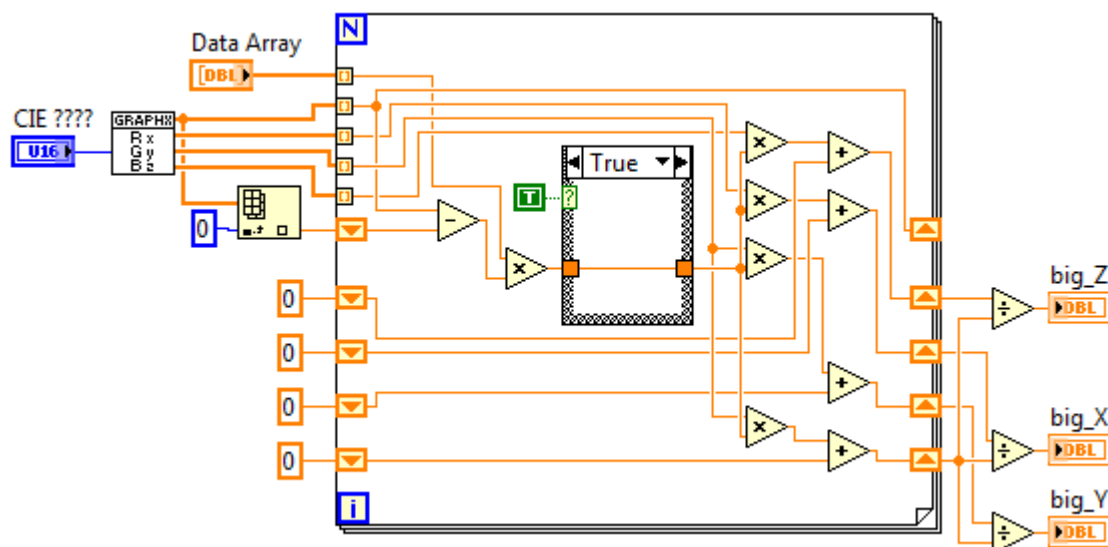 N
Data Array
[DBL]
CIE ????
U16
GRAPHX
R x
G y
B z
0
True
T
?
-
×
×
×
×
×
+
+
+
+
0
0
0
0
i
big_Z
÷
DBL
big_X
÷
DBL
big_Y
÷
DBL